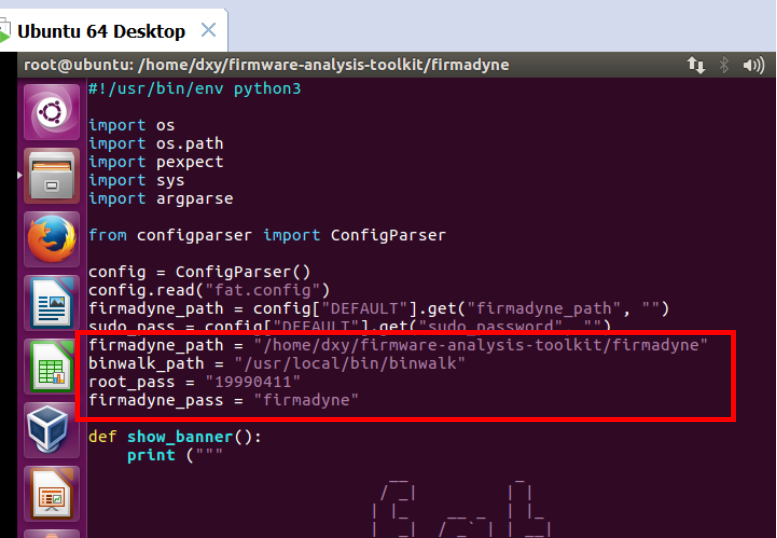 Ubuntu 64 Desktop ×
root@ubuntu: /home/dxy/firmware-analysis-toolkit/firmadyne
#!/usr/bin/env python3
import os
import os.path
import pexpect
import sys
import argparse
from configparser import ConfigParser
config = ConfigParser()
config.read("fat.config")
firmadyne_path = config["DEFAULT"].get("firmadyne_path", "")
sudo_pass = config["DEFAULT"].get("sudo_password", "")
firmadyne_path = "/home/dxy/firmware-analysis-toolkit/firmadyne"
binwalk_path = "/usr/local/bin/binwalk"
root_pass = "19990411"
firmadyne_pass = "firmadyne"
def show_banner():
    print ("""